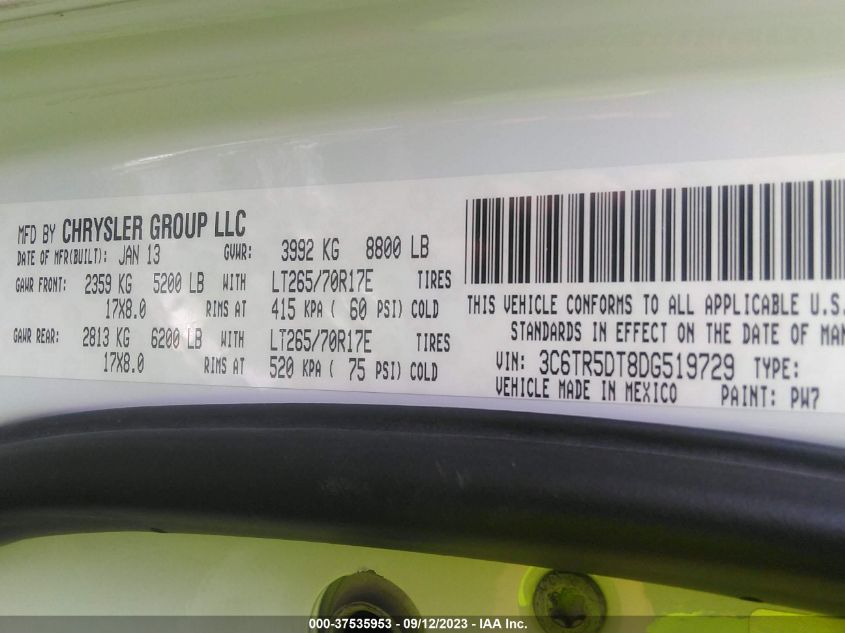 MFD BY CHRYSLER GROUP LLC
DATE OF MFR(BUILT): JAN 13 GVWR: 3992 KG 8800 LB
GAWR FRONT: 2359 KG 5200 LB WITH LT265/70R17E TIRES
17X8.0 RIMS AT 415 KPA ( 60 PSI) COLD
GAWR REAR: 2813 KG 6200 LB WITH LT265/70R17E TIRES
17X8.0 RIMS AT 520 KPA ( 75 PSI) COLD
THIS VEHICLE CONFORMS TO ALL APPLICABLE U.S.
STANDARDS IN EFFECT ON THE DATE OF MAN
VIN: 3C6TR5DT8DG519729 TYPE:
VEHICLE MADE IN MEXICO PAINT: PW7
000-37535953 - 09/12/2023 - IAA Inc.